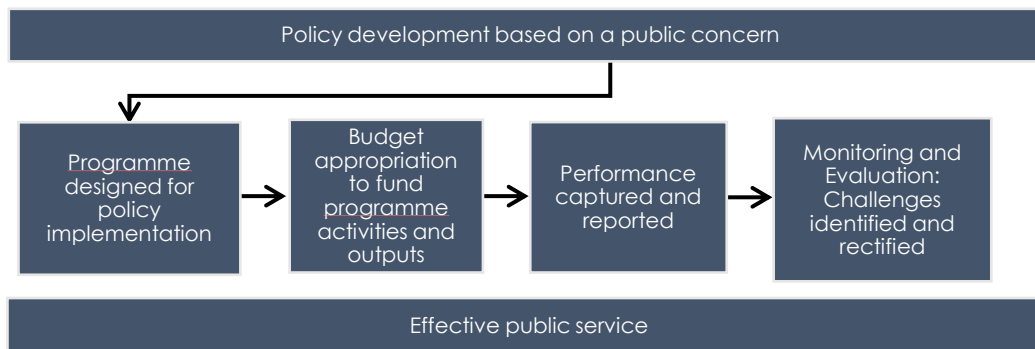 Policy development based on a public concern
Programme
designed for
policy
implementation
Budget
appropriation
to fund
programme
activities and
outputs
Performance
captured and
reported
Monitoring and
Evaluation:
Challenges
identified and
rectified
Effective public service